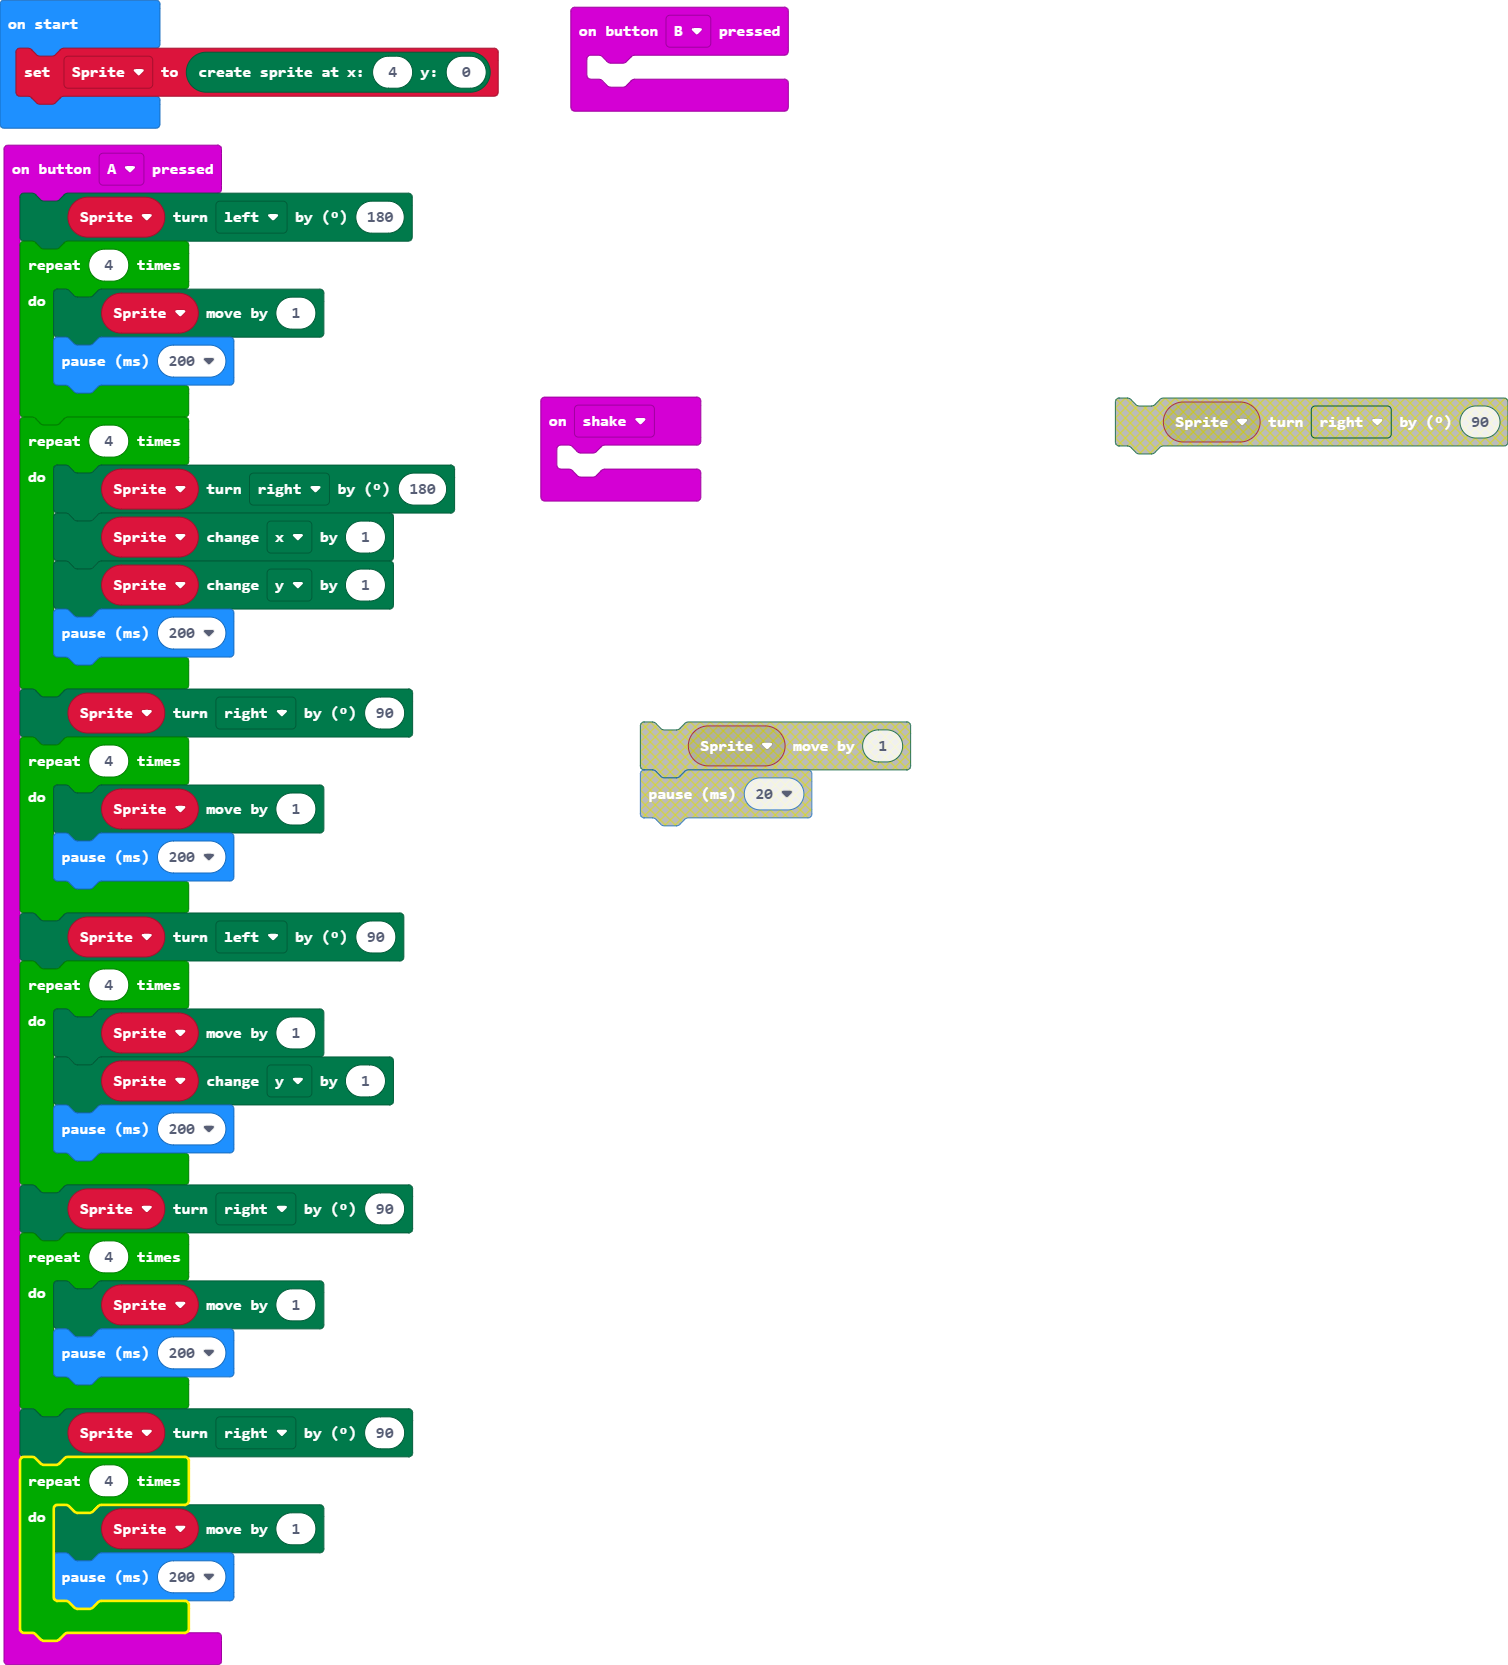 on start
set Sprite to create sprite at x: 4 y: 0
on button B pressed
on button A pressed
Sprite turn left by (º) 180
repeat 4 times
do
Sprite move by 1
pause (ms) 200
repeat 4 times
do
Sprite turn right by (º) 180
Sprite change x by 1
Sprite change y by 1
pause (ms) 200
Sprite turn right by (º) 90
repeat 4 times
do
Sprite move by 1
pause (ms) 200
Sprite turn left by (º) 90
repeat 4 times
do
Sprite move by 1
Sprite change y by 1
pause (ms) 200
Sprite turn right by (º) 90
repeat 4 times
do
Sprite move by 1
pause (ms) 200
Sprite turn right by (º) 90
repeat 4 times
do
Sprite move by 1
pause (ms) 200
on shake
Sprite turn right by (º) 90
Sprite move by 1
pause (ms) 20